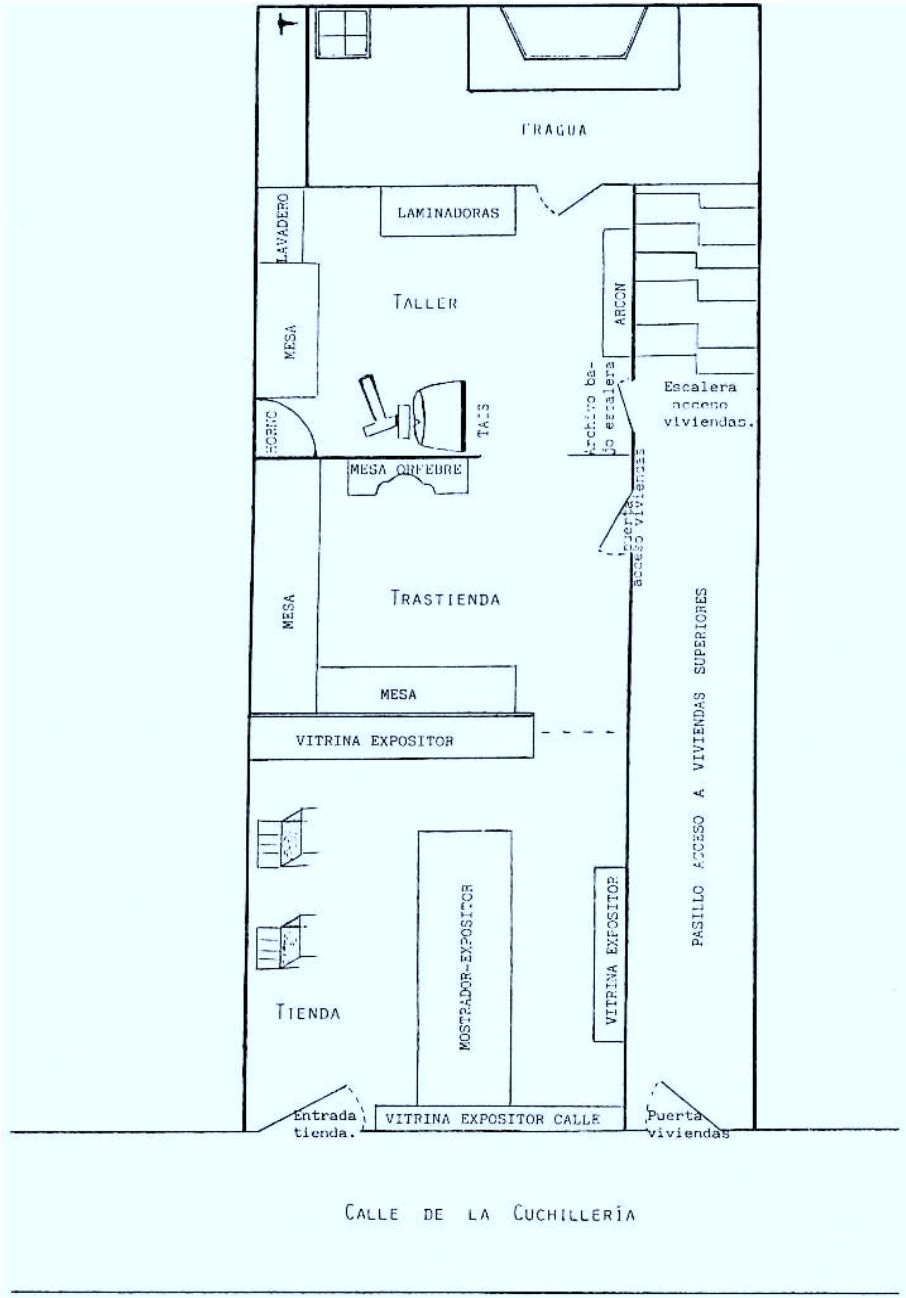 FRAGUA
LAVADERO
LAMINADORAS
TALLER
ARCON
MESA
HORNO
TAIS
Archivo ba-
jo escalera
Escalera
acceso
viviendas.
MESA ORFEBRE
puerta
acceso viviendas
TRASTIENDA
MESA
MESA
PASILLO ACCESO A VIVIENDAS SUPERIORES
VITRINA EXPOSITOR
MOSTRADOR-EXPOSITOR
VITRINA EXPOSITOR
TIENDA
Entrada
tienda.
VITRINA EXPOSITOR CALLE
Puerta
viviendas
CALLE DE LA CUCHILLERÍA